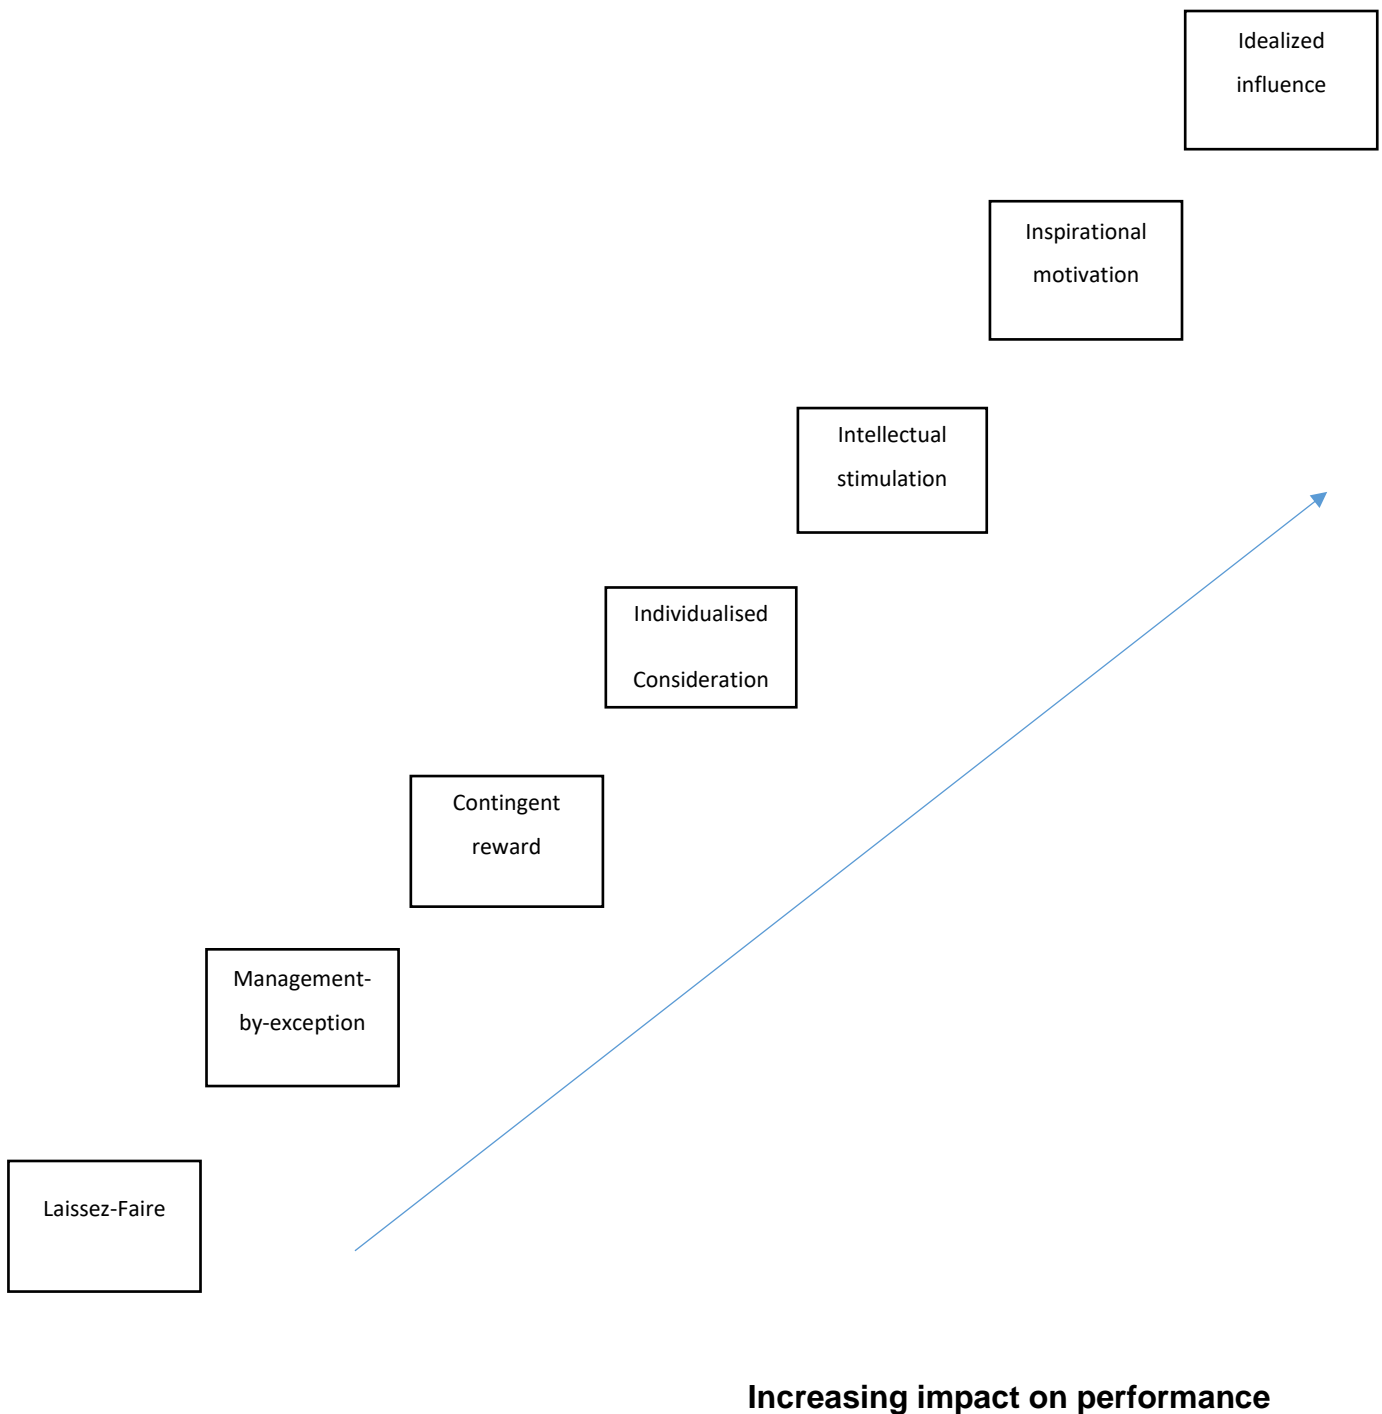 Idealized
influence
Inspirational
motivation
Intellectual
stimulation
Individualised
Consideration
Contingent
reward
Management-
by-exception
Laissez-Faire
Increasing impact on performance